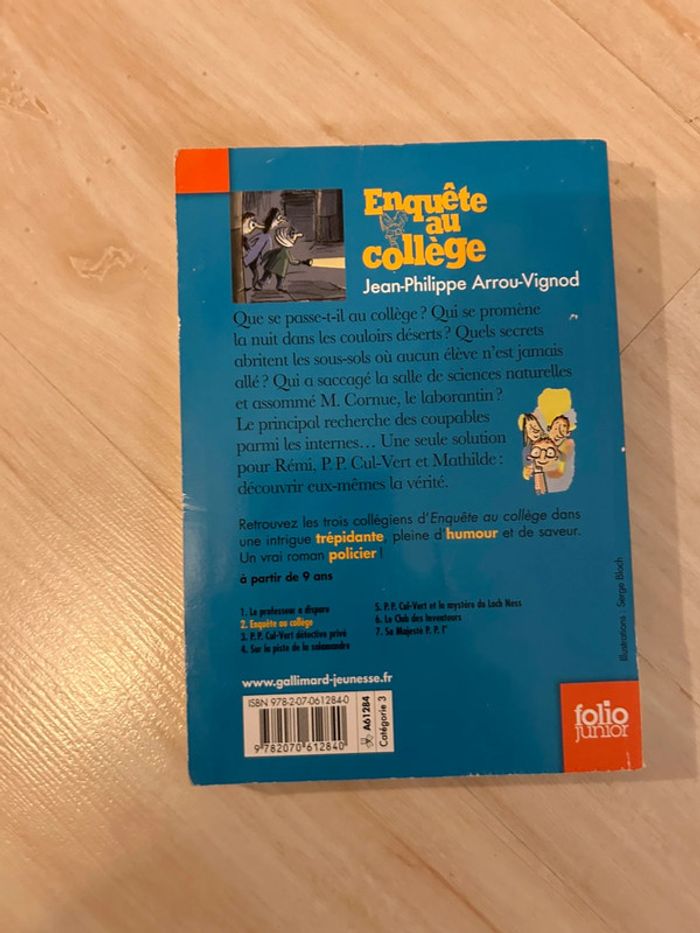 Enquête
au
collège
Jean-Philippe Arrou-Vignod
Que se passe-t-il au collège ? Qui se promène
la nuit dans les couloirs déserts ? Quels secrets
abritent les sous-sols où aucun élève n'est jamais
allé ? Qui a saccagé la salle de sciences naturelles
et assommé M. Cornue, le laborantin ?
Le principal recherche des coupables
parmi les internes... Une seule solution
pour Rémi, P. P. Cul-Vert et Mathilde :
découvrir eux-mêmes la vérité.
Retrouvez les trois collégiens d'Enquête au collège dans
une intrigue trépidante pleine d'humour et de saveur.
Un vrai roman policier !
à partir de 9 ans
1. Le professeur a disparu
2. Enquête au collège
3. P. P. Cul-Vert détective privé
4. Sur la piste de la salamandre
5. P. P. Cul-Vert et le mystère du Loch Ness
6. Le Club des Inventeurs
7. Sa Majesté P. P. 1er
Illustrations : Serge Bloch
www.gallimard-jeunesse.fr
ISBN 978-2-07-061284-0
9 782070 612840
A61284
Catégorie 3
folio
junior